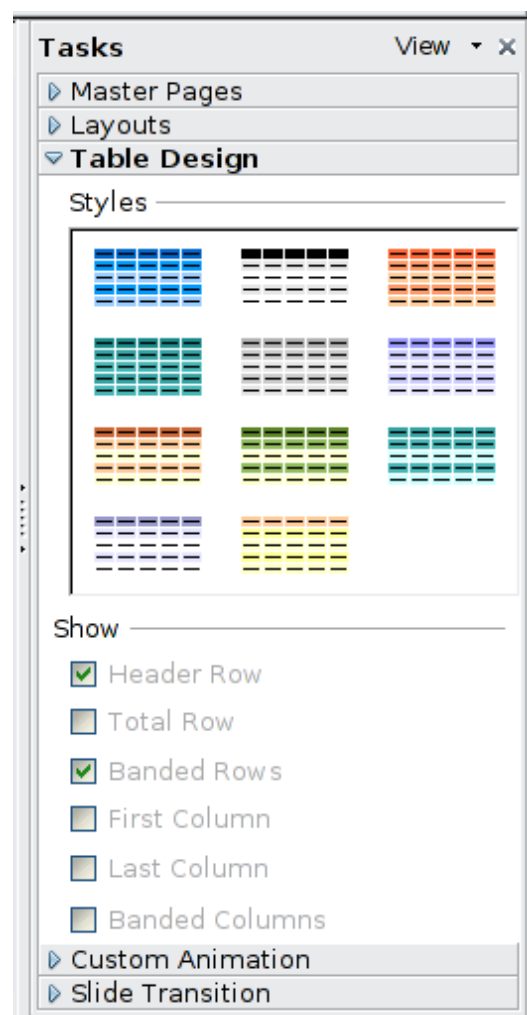 Tasks View
Master Pages
Layouts
Table Design
Styles
Show
Header Row
Total Row
Banded Rows
First Column
Last Column
Banded Columns
Custom Animation
Slide Transition